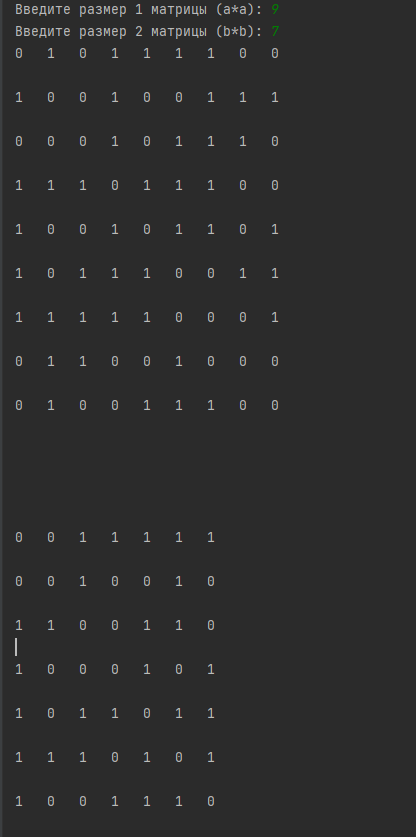 Введите размер 1 матрицы (a*a): 9
Введите размер 2 матрицы (b*b): 7
0 1 0 1 1 1 1 0 0
1 0 0 1 0 0 1 1 1
0 0 0 1 0 1 1 1 0
1 1 1 0 1 1 1 0 0
1 0 0 1 0 1 1 0 1
1 0 1 1 1 0 0 1 1
1 1 1 1 1 0 0 0 1
0 1 1 0 0 1 0 0 0
0 1 0 0 1 1 1 0 0
0 0 1 1 1 1 1
0 0 1 0 0 1 0
1 1 0 0 1 1 0
1 0 0 0 1 0 1
1 0 1 1 0 1 1
1 1 1 0 1 0 1
1 0 0 1 1 1 0